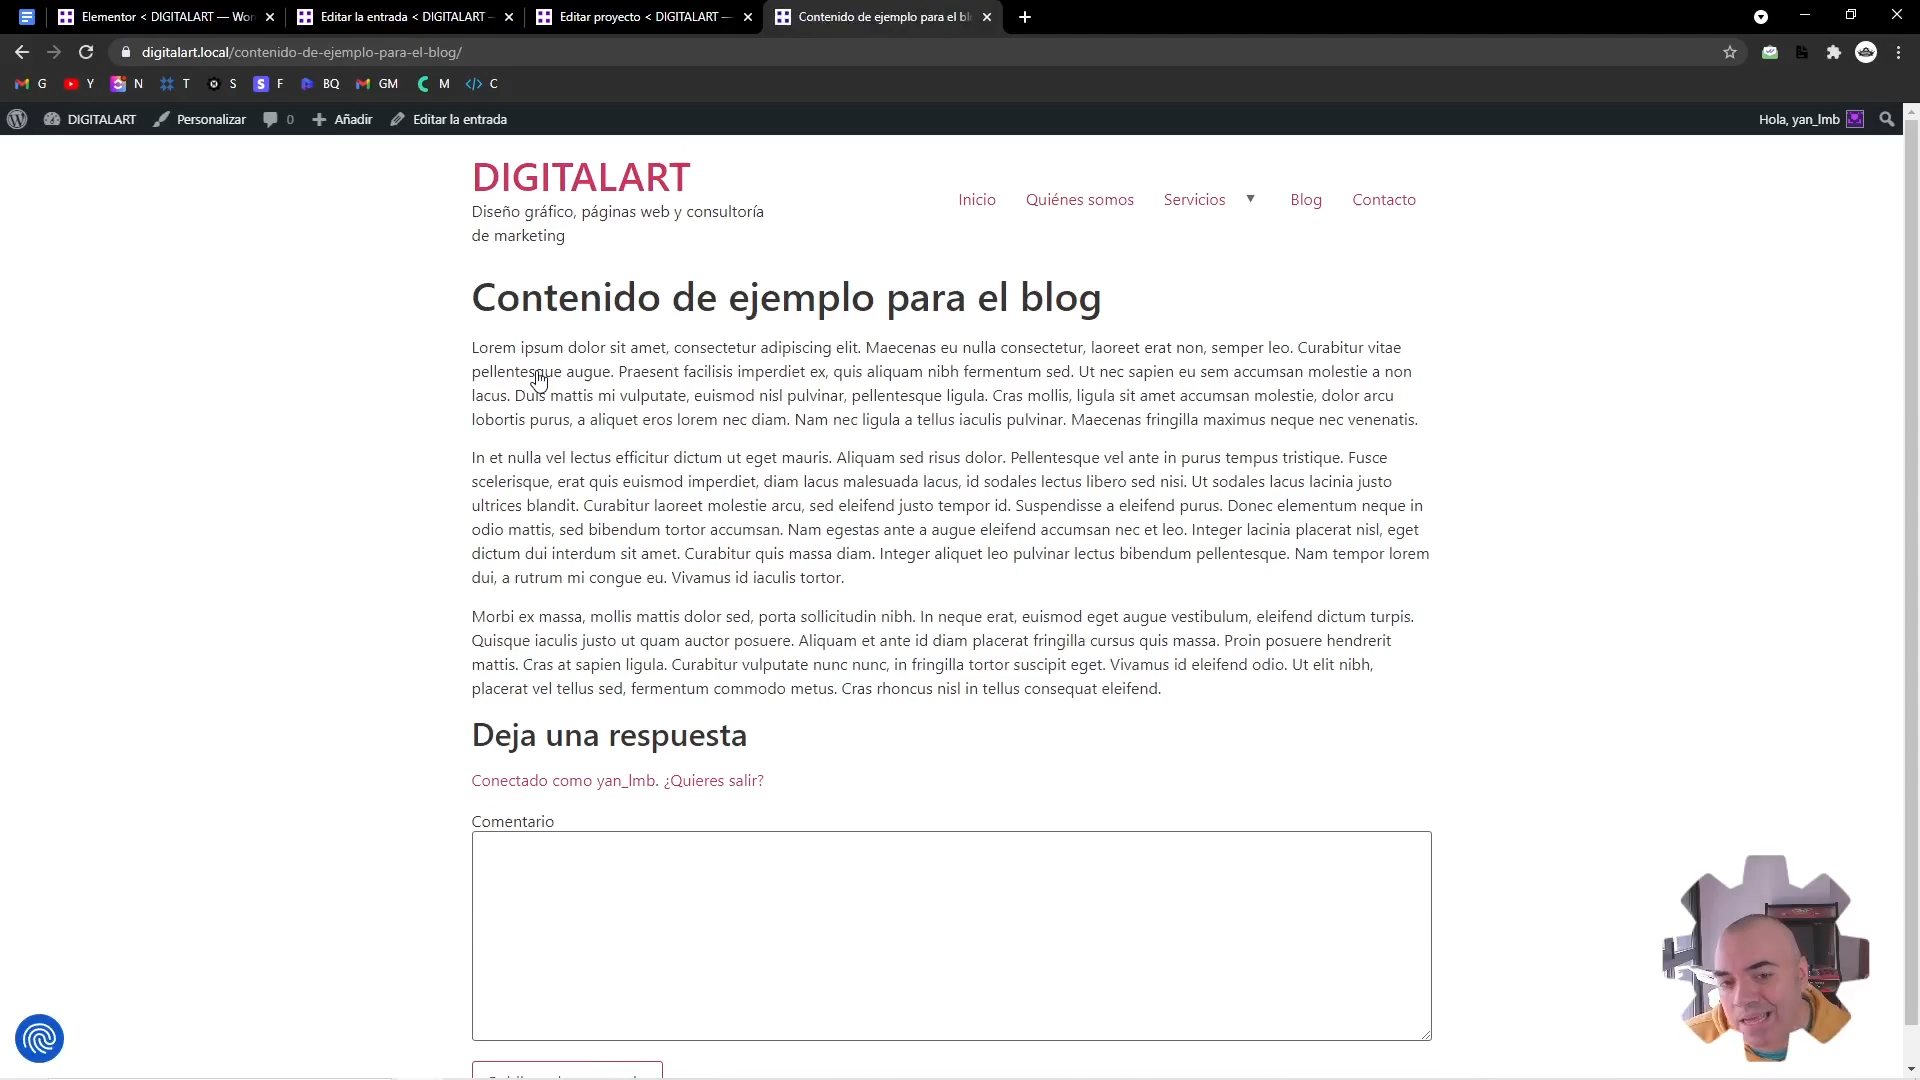 Elementor < DIGITALART — Wor
Editar la entrada < DIGITALART –
Editar proyecto < DIGITALART —
Contenido de ejemplo para el bl
digitalart.local/contenido-de-ejemplo-para-el-blog/
G
Y
N
T
S
F
BQ
GM
M
C
DIGITALART
Personalizar
0
Añadir
Editar la entrada
Hola, yan_lmb
DIGITALART
Diseño gráfico, páginas web y consultoría
de marketing
Inicio
Quiénes somos
Servicios
Blog
Contacto
Contenido de ejemplo para el blog
Lorem ipsum dolor sit amet, consectetur adipiscing elit. Maecenas eu nulla consectetur, laoreet erat non, semper leo. Curabitur vitae
pellentesque augue. Praesent facilisis imperdiet ex, quis aliquam nibh fermentum sed. Ut nec sapien eu sem accumsan molestie a non
lacus. Duis mattis mi vulputate, euismod nisl pulvinar, pellentesque ligula. Cras mollis, ligula sit amet accumsan molestie, dolor arcu
lobortis purus, a aliquet eros lorem nec diam. Nam nec ligula a tellus iaculis pulvinar. Maecenas fringilla maximus neque nec venenatis.
In et nulla vel lectus efficitur dictum ut eget mauris. Aliquam sed risus dolor. Pellentesque vel ante in purus tempus tristique. Fusce
scelerisque, erat quis euismod imperdiet, diam lacus malesuada lacus, id sodales lectus libero sed nisi. Ut sodales lacus lacinia justo
ultrices blandit. Curabitur laoreet molestie arcu, sed eleifend justo tempor id. Suspendisse a eleifend purus. Donec elementum neque in
odio mattis, sed bibendum tortor accumsan. Nam egestas ante a augue eleifend accumsan nec et leo. Integer lacinia placerat nisl, eget
dictum dui interdum sit amet. Curabitur quis massa diam. Integer aliquet leo pulvinar lectus bibendum pellentesque. Nam tempor lorem
dui, a rutrum mi congue eu. Vivamus id iaculis tortor.
Morbi ex massa, mollis mattis dolor sed, porta sollicitudin nibh. In neque erat, euismod eget augue vestibulum, eleifend dictum turpis.
Quisque iaculis justo ut quam auctor posuere. Aliquam et ante id diam placerat fringilla cursus quis massa. Proin posuere hendrerit
mattis. Cras at sapien ligula. Curabitur vulputate nunc nunc, in fringilla tortor suscipit eget. Vivamus id eleifend odio. Ut elit nibh,
placerat vel tellus sed, fermentum commodo metus. Cras rhoncus nisl in tellus consequat eleifend.
Deja una respuesta
Conectado como yan_lmb. ¿Quieres salir?
Comentario